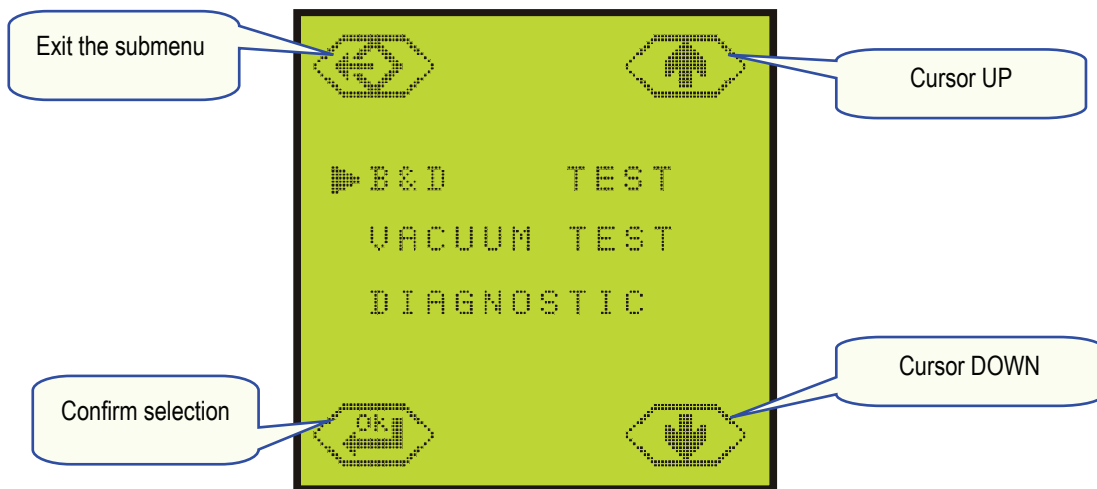 Exit the submenu
Cursor UP
B&D TEST
VACUUM TEST
DIAGNOSTIC
Cursor DOWN
Confirm selection
OK